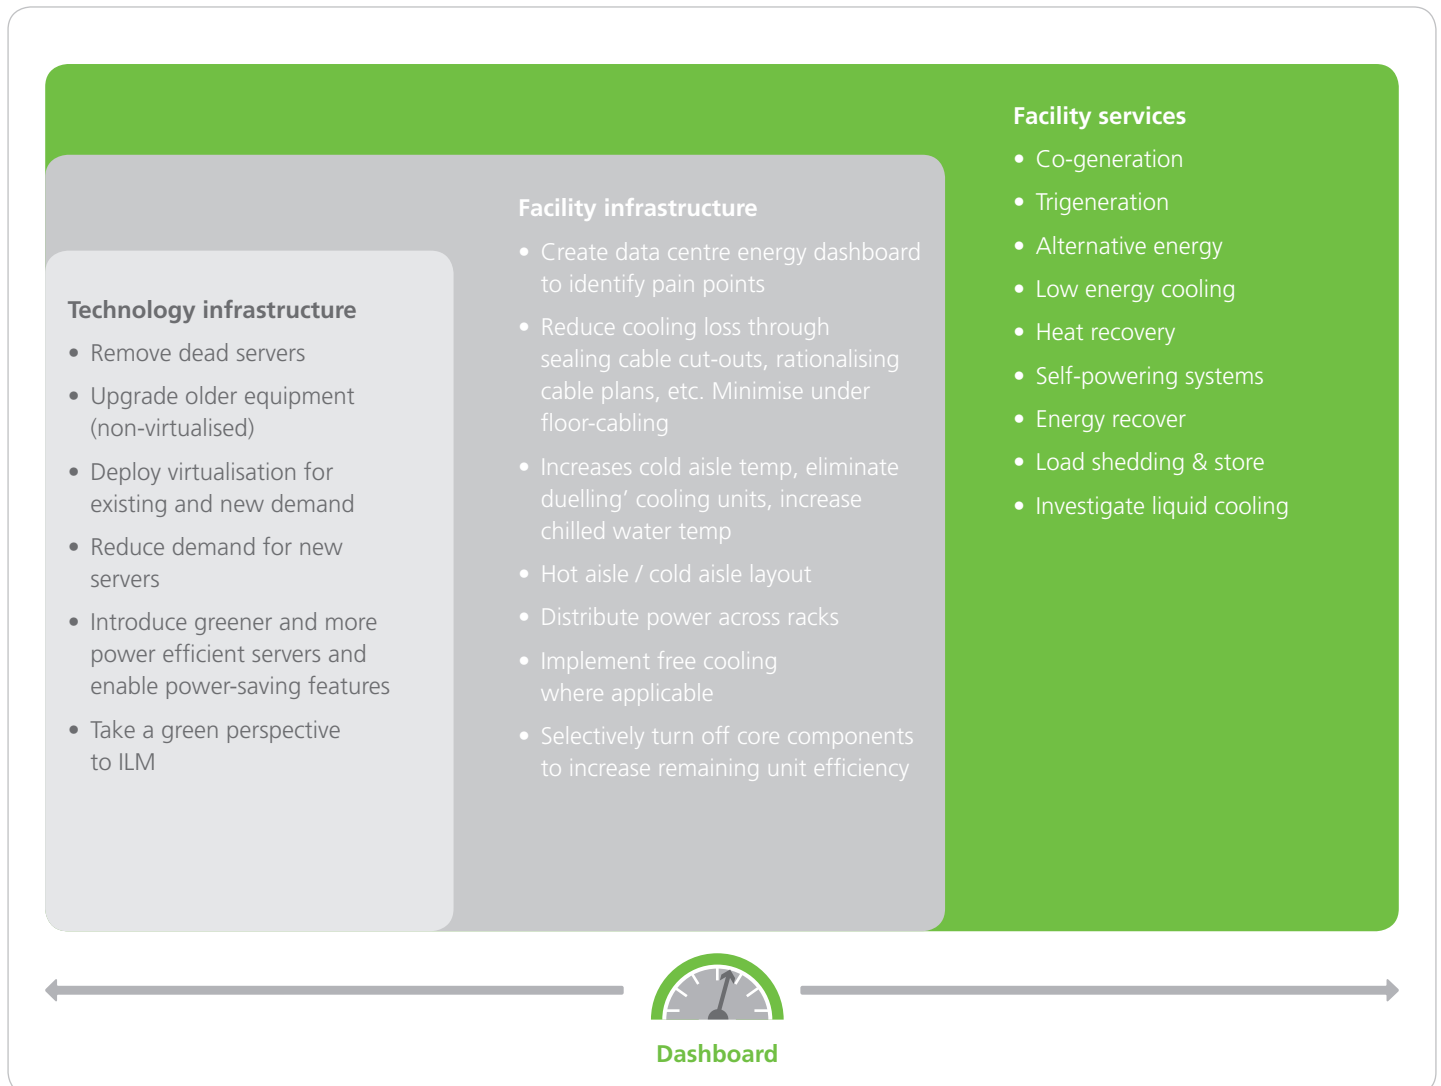 Technology infrastructure
• Remove dead servers
• Upgrade older equipment
(non-virtualised)
• Deploy virtualisation for
existing and new demand
• Reduce demand for new
servers
• Introduce greener and more
power efficient servers and
enable power-saving features
• Take a green perspective
to ILM
Facility infrastructure
• Create data centre energy dashboard
to identify pain points
• Reduce cooling loss through
sealing cable cut-outs, rationalising
cable plans, etc. Minimise under
floor-cabling
• Increases cold aisle temp, eliminate
duelling’ cooling units, increase
chilled water temp
• Hot aisle / cold aisle layout
• Distribute power across racks
• Implement free cooling
where applicable
• Selectively turn off core components
to increase remaining unit efficiency
Facility services
• Co-generation
• Trigeneration
• Alternative energy
• Low energy cooling
• Heat recovery
• Self-powering systems
• Energy recover
• Load shedding & store
• Investigate liquid cooling
Dashboard